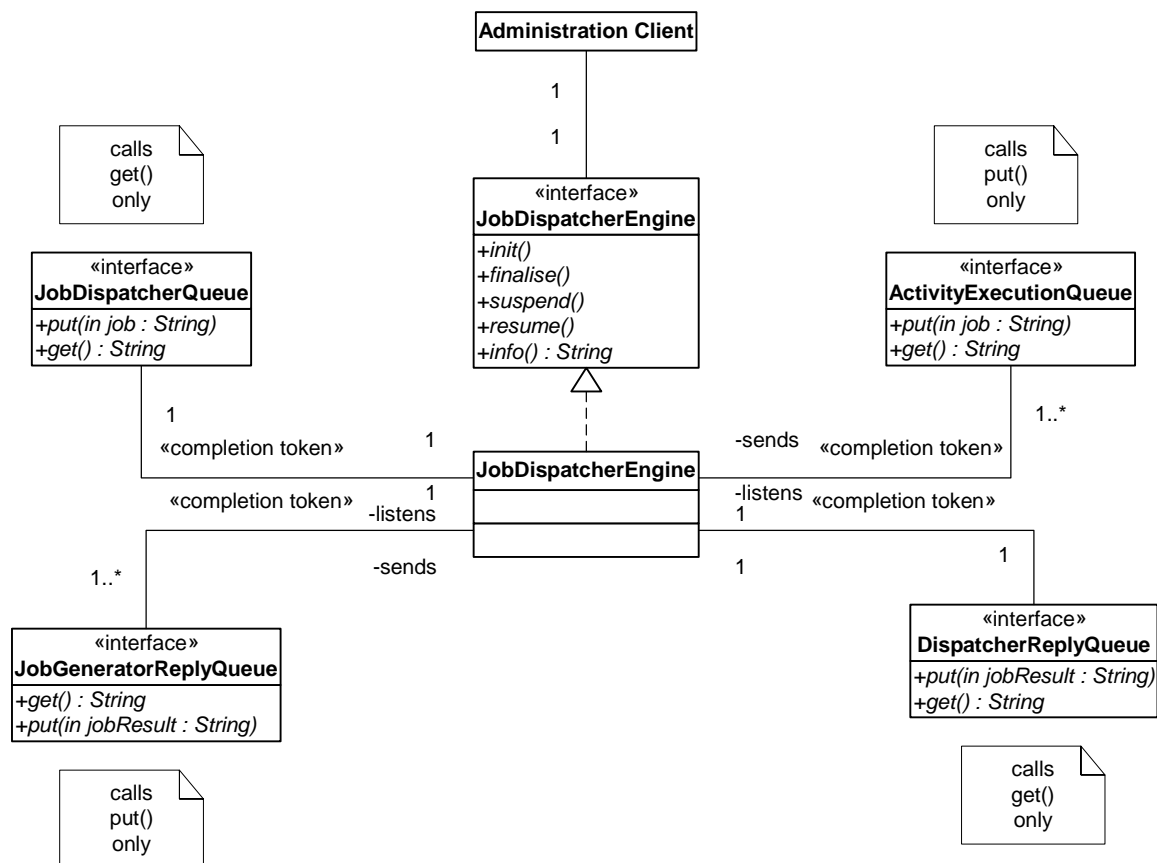 Administration Client
1
1
calls
get()
only
calls
put()
only
«interface»
JobDispatcherEngine
+init()
+finalise()
+suspend()
+resume()
+info() : String
«interface»
JobDispatcherQueue
+put(in job : String)
+get() : String
«interface»
ActivityExecutionQueue
+put(in job : String)
+get() : String
1
«completion token»
1
-sends
«completion token»
1..*
JobDispatcherEngine
«completion token»
1
-listens
-listens
«completion token»
1
1..*
-sends
1
1
«interface»
JobGeneratorReplyQueue
+get() : String
+put(in jobResult : String)
«interface»
DispatcherReplyQueue
+put(in jobResult : String)
+get() : String
calls
put()
only
calls
get()
only